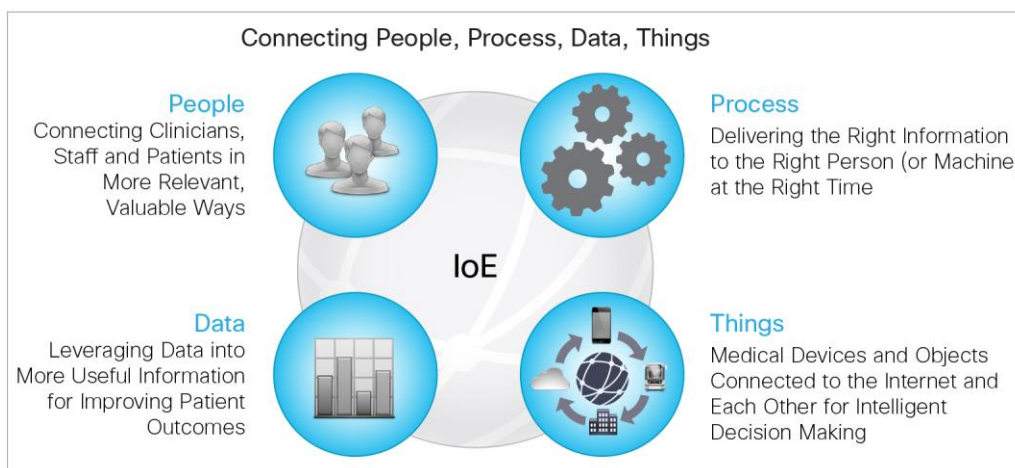 Connecting People, Process, Data, Things
People
Connecting Clinicians,
Staff and Patients in
More Relevant,
Valuable Ways
Process
Delivering the Right Information
to the Right Person (or Machine
at the Right Time
IoE
Data
Leveraging Data into
More Useful Information
for Improving Patient
Outcomes
Things
Medical Devices and Objects
Connected to the Internet and
Each Other for Intelligent
Decision Making